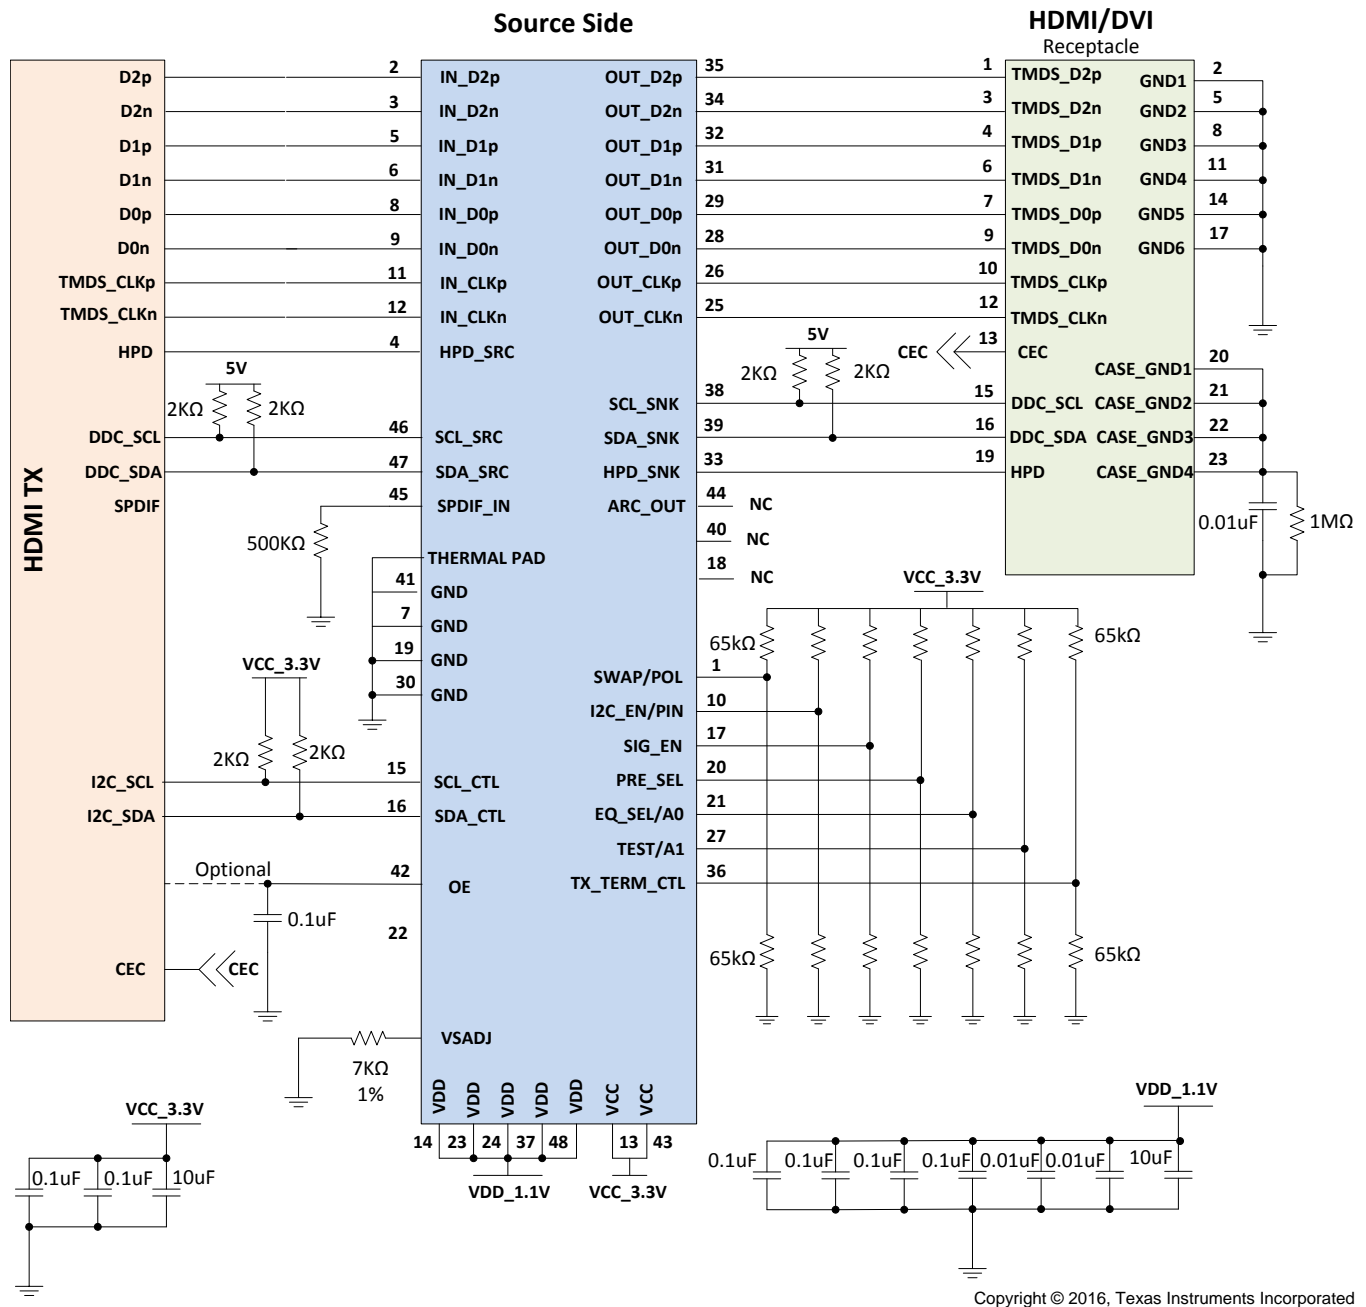 Source Side
HDMI/DVI
Receptacle
D2p 2 IN_D2p OUT_D2p 35 1 TMDS_D2p GND1 2
D2n 3 IN_D2n OUT_D2n 34 3 TMDS_D2n GND2 5
D1p 5 IN_D1p OUT_D1p 32 4 TMDS_D1p GND3 8
D1n 6 IN_D1n OUT_D1n 31 6 TMDS_D1n GND4 11
D0p 8 IN_D0p OUT_D0p 29 7 TMDS_D0p GND5 14
D0n 9 IN_D0n OUT_D0n 28 9 TMDS_D0n GND6 17
TMDS_CLKp 11 IN_CLKp OUT_CLKp 26 10 TMDS_CLKp
TMDS_CLKn 12 IN_CLKn OUT_CLKn 25 12 TMDS_CLKn
HPD 4 HPD_SRC 5V CEC 13 CEC
5V 2KΩ 2KΩ CASE_GND1 20
2KΩ 2KΩ SCL_SNK 38 15 DDC_SCL CASE_GND2 21
DDC_SCL 46 SCL_SRC SDA_SNK 39 16 DDC_SDA CASE_GND3 22
DDC_SDA 47 SDA_SRC HPD_SNK 33 19 HPD CASE_GND4 23
HDMI TX
SPDIF 45 SPDIF_IN ARC_OUT 44 NC
0.01uF 1MΩ
500KΩ 40 NC
THERMAL PAD 18 NC
41 GND VCC_3.3V
7 GND
65kΩ 65kΩ
19 GND
VCC_3.3V
30 GND SWAP/POL 1
I2C_EN/PIN 10
2KΩ 2KΩ SIG_EN 17
I2C_SCL 15 SCL_CTL PRE_SEL 20
I2C_SDA 16 SDA_CTL EQ_SEL/A0 21
TEST/A1 27
Optional 42 OE TX_TERM_CTL 36
0.1uF
22
65kΩ 65kΩ
CEC CEC
VSADJ
7KΩ
1%
VDD VDD VDD VDD VDD VCC VCC
14 23 24 37 48 13 43
VDD_1.1V VCC_3.3V
VCC_3.3V
0.1uF 0.1uF 10uF
VDD_1.1V
0.1uF 0.1uF 0.1uF 0.1uF 0.01uF 0.01uF 10uF
Copyright © 2016, Texas Instruments Incorporated